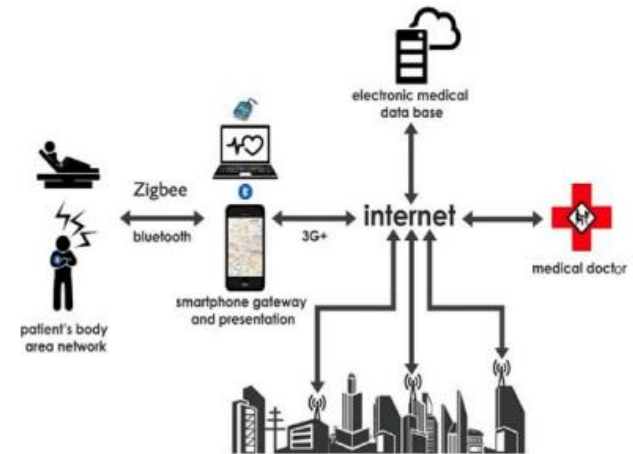 electronic medical
data base
Zigbee
bluetooth
3G+
internet
medical doctor
smartphone gateway
and presentation
patient's body
area network